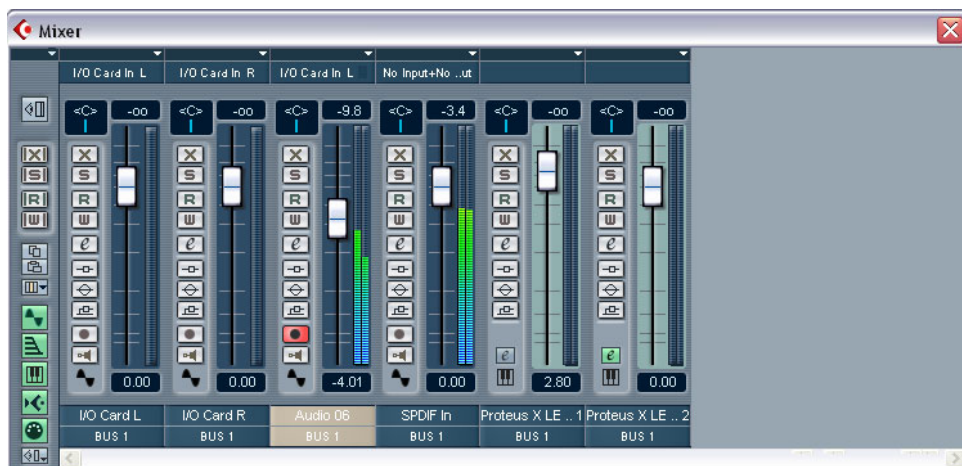 Mixer
I/O Card In L I/O Card In R I/O Card In L No Input+No ..ut
<C> -oo <C> -oo <C> -9.8 <C> -3.4 <C> -oo <C> -oo
X X X X X X X
S S S S S S S
R R R R R R R
W W W W W W W
e e e e e e
e e
0.00 0.00 -4.01 0.00 2.80 0.00
I/O Card L I/O Card R Audio 06 SPDIF In Proteus X LE .. 1 Proteus X LE .. 2
BUS 1 BUS 1 BUS 1 BUS 1 BUS 1 BUS 1